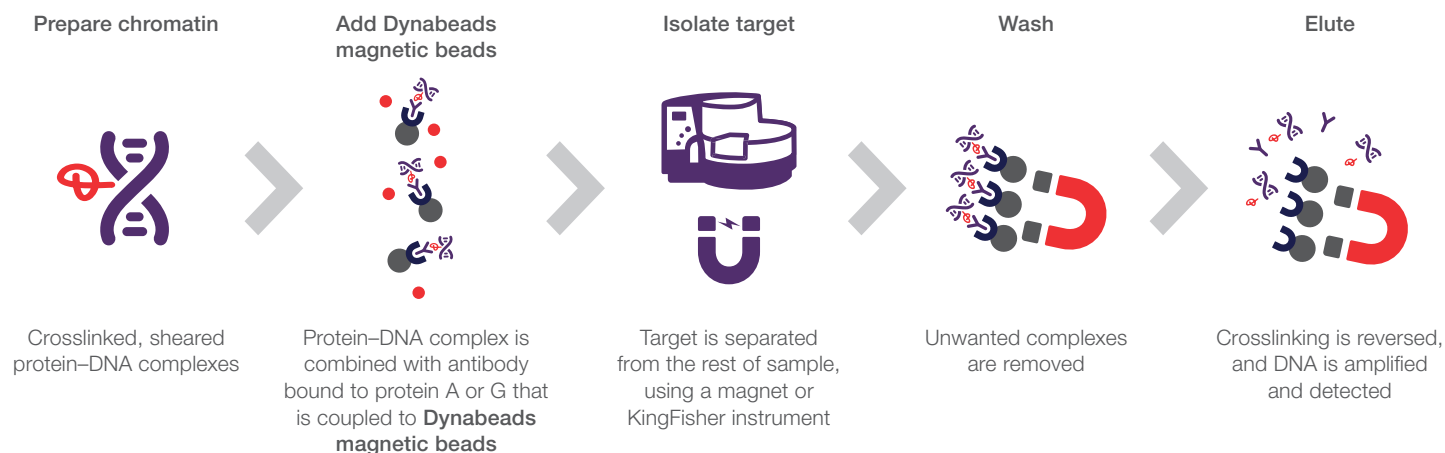 Prepare chromatin
Add Dynabeads
magnetic beads
Isolate target
Wash
Elute
Crosslinked, sheared
protein–DNA complexes
Protein–DNA complex is
combined with antibody
bound to protein A or G that
is coupled to Dynabeads
magnetic beads
Target is separated
from the rest of sample,
using a magnet or
KingFisher instrument
Unwanted complexes
are removed
Crosslinking is reversed,
and DNA is amplified
and detected